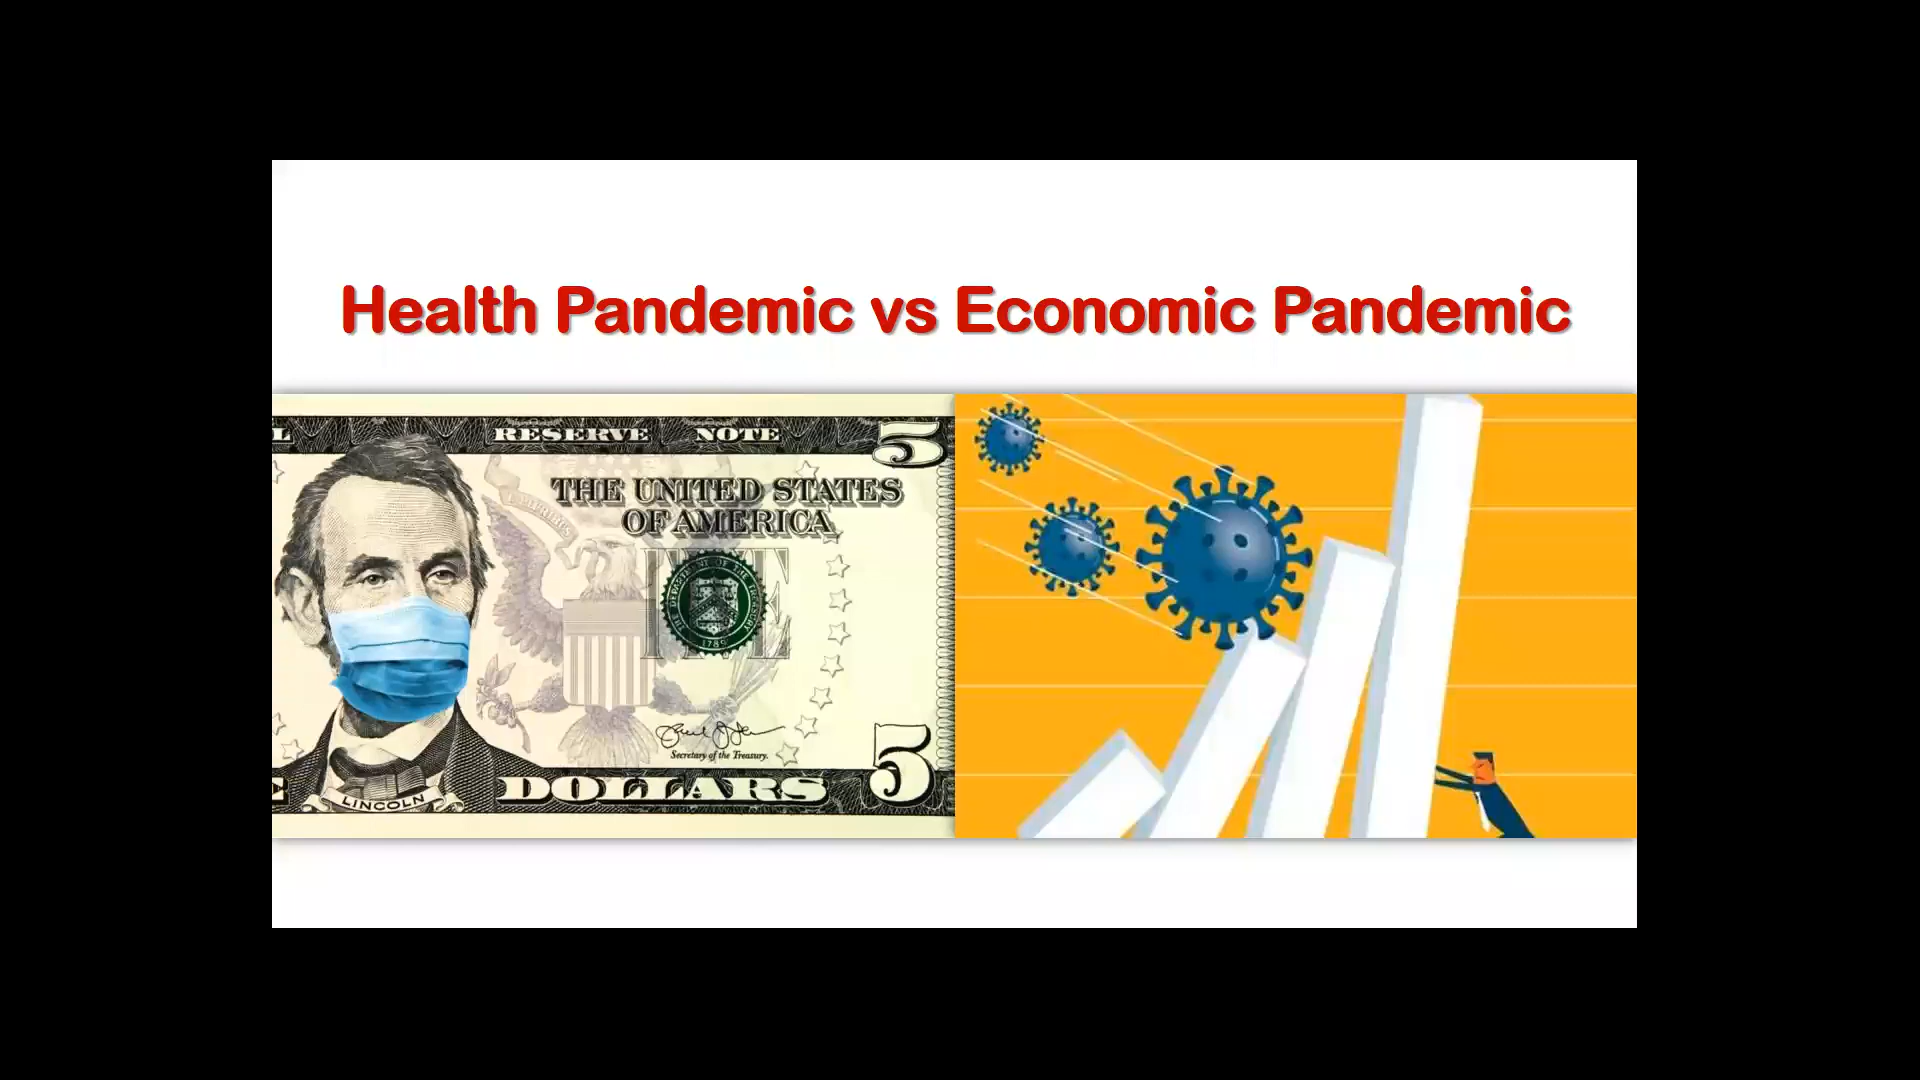 Health Pandemic vs Economic Pandemic
L RESERVE NOTE 5
THE UNITED STATES
OF AMERICA
1789
Secretary of the Treasury.
LINCOLN
DOLLARS 5